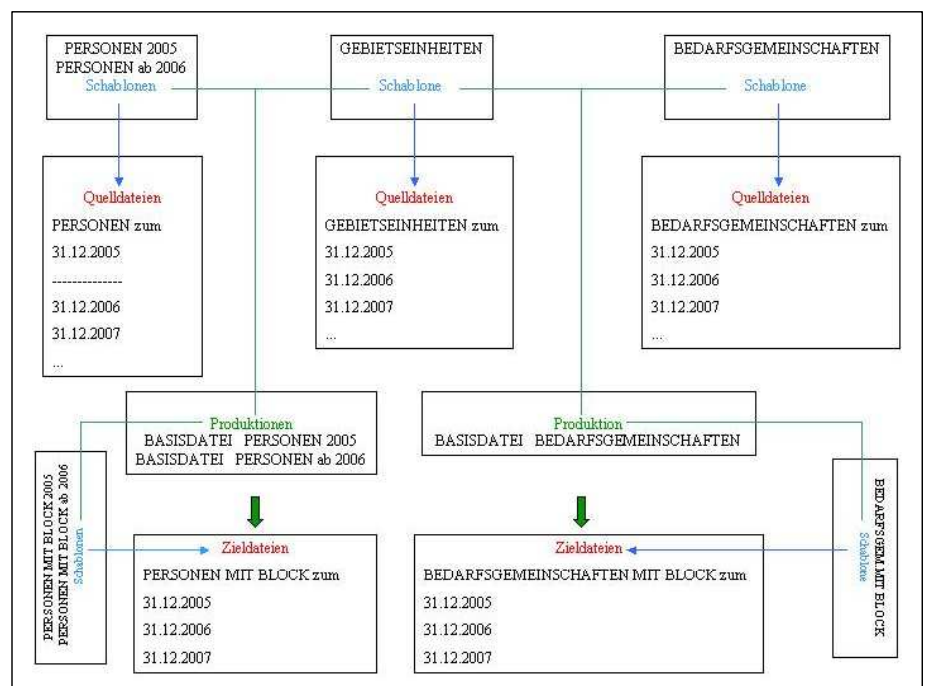 PERSONEN 2005
PERSONEN ab 2006
Schablonen
GEBIETSEINHEITEN
Schablone
BEDARFSGEMEINSCHAFTEN
Schablone
Quelldateien
PERSONEN zum
31.12.2005
--------------
31.12.2006
31.12.2007
...
Quelldateien
GEBIETSEINHEITEN zum
31.12.2005
31.12.2006
31.12.2007
...
Quelldateien
BEDARFSGEMEINSCHAFTEN zum
31.12.2005
31.12.2006
31.12.2007
...
Produktionen
BASISDATEI PERSONEN 2005
BASISDATEI PERSONEN ab 2006
Produktion
BASISDATEI BEDARFSGEMEINSCHAFTEN
PERSONEN MIT BLOCK 2005
PERSONEN MIT BLOCK ab 2006
Schablonen
Zieldateien
PERSONEN MIT BLOCK zum
31.12.2005
31.12.2006
31.12.2007
Zieldateien
BEDARFSGEMEINSCHAFTEN MIT BLOCK zum
31.12.2005
31.12.2006
31.12.2007
BEDARFSGEM. MIT BLOCK
Schablone